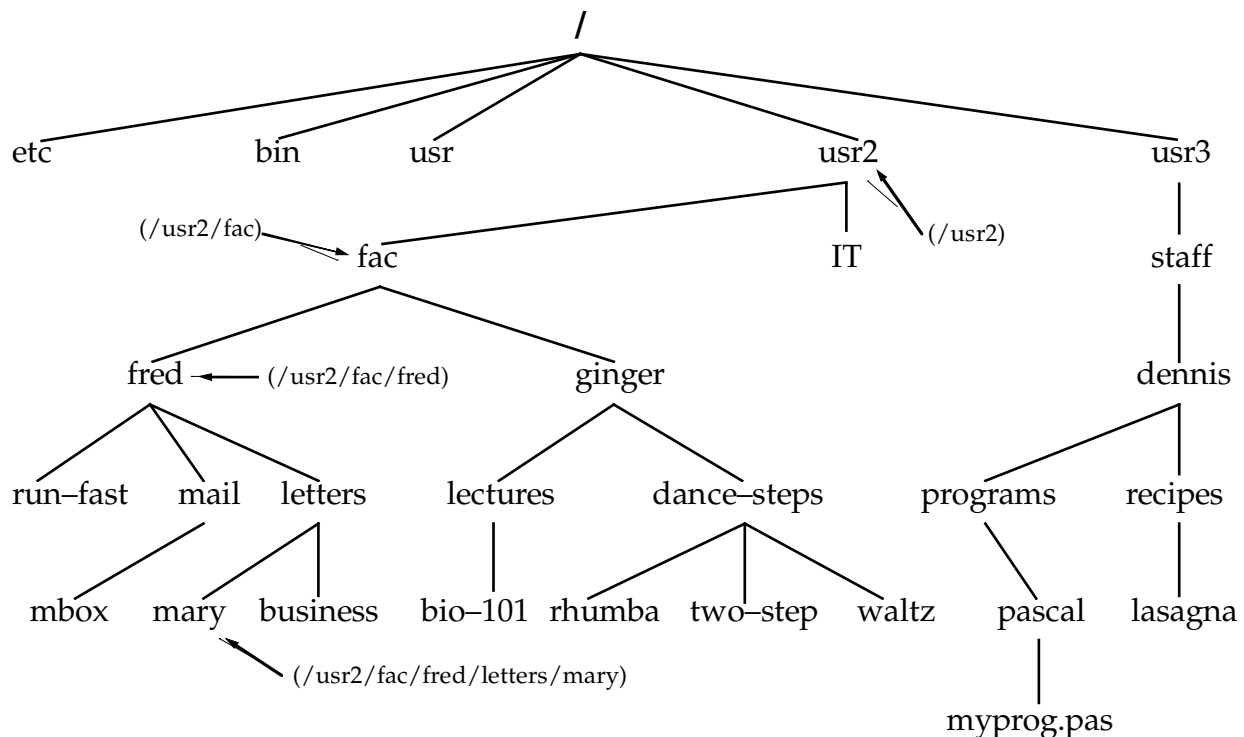 /
etc bin usr usr2 usr3
(/usr2/fac) (/usr2)
fac IT staff
fred (/usr2/fac/fred) ginger dennis
run–fast mail letters lectures dance–steps programs recipes
mbox mary business bio–101 rhumba two–step waltz pascal lasagna
(/usr2/fac/fred/letters/mary)
myprog.pas